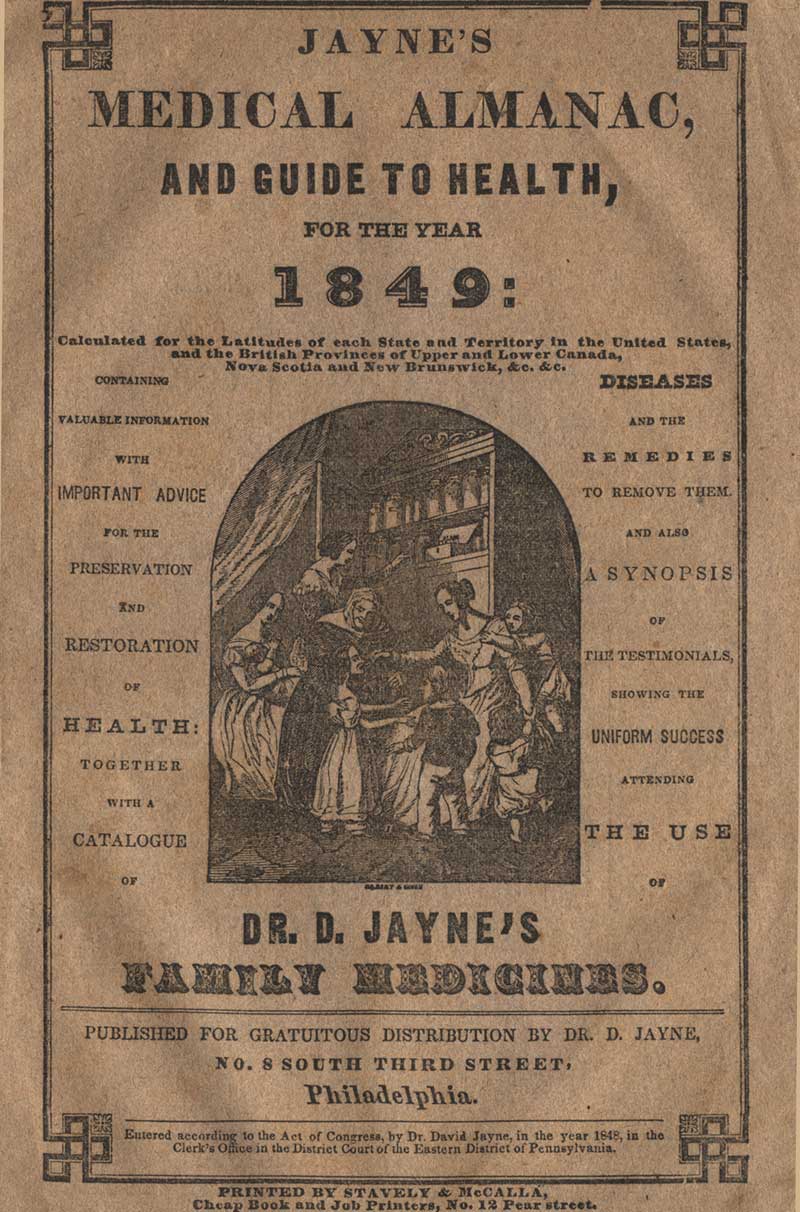 JAYNE'S
MEDICAL ALMANAC,
AND GUIDE TO HEALTH,
FOR THE YEAR
1849:
Calculated for the Latitudes of each State and Territory in the United States,
and the British Provinces of Upper and Lower Canada,
Nova Scotia and New Brunswick, &c. &c.
CONTAINING
VALUABLE INFORMATION
WITH
IMPORTANT ADVICE
FOR THE
PRESERVATION
AND
RESTORATION
OF
HEALTH:
TOGETHER
WITH A
CATALOGUE
OF
DISEASES
AND THE
REMEDIES
TO REMOVE THEM.
AND ALSO
A SYNOPSIS
OF
THE TESTIMONIALS,
SHOWING THE
UNIFORM SUCCESS
ATTENDING
THE USE
OF
DR. D. JAYNE'S
FAMILY MEDICINES.
PUBLISHED FOR GRATUITOUS DISTRIBUTION BY DR. D. JAYNE,
NO. 8 SOUTH THIRD STREET,
Philadelphia.
Entered according to the Act of Congress, by Dr. David Jayne, in the year 1848, in the
Clerk's Office in the District Court of the Eastern District of Pennsylvania.
PRINTED BY STAVELY & McCALLA,
Cheap Book and Job Printers, No. 12 Pear street.